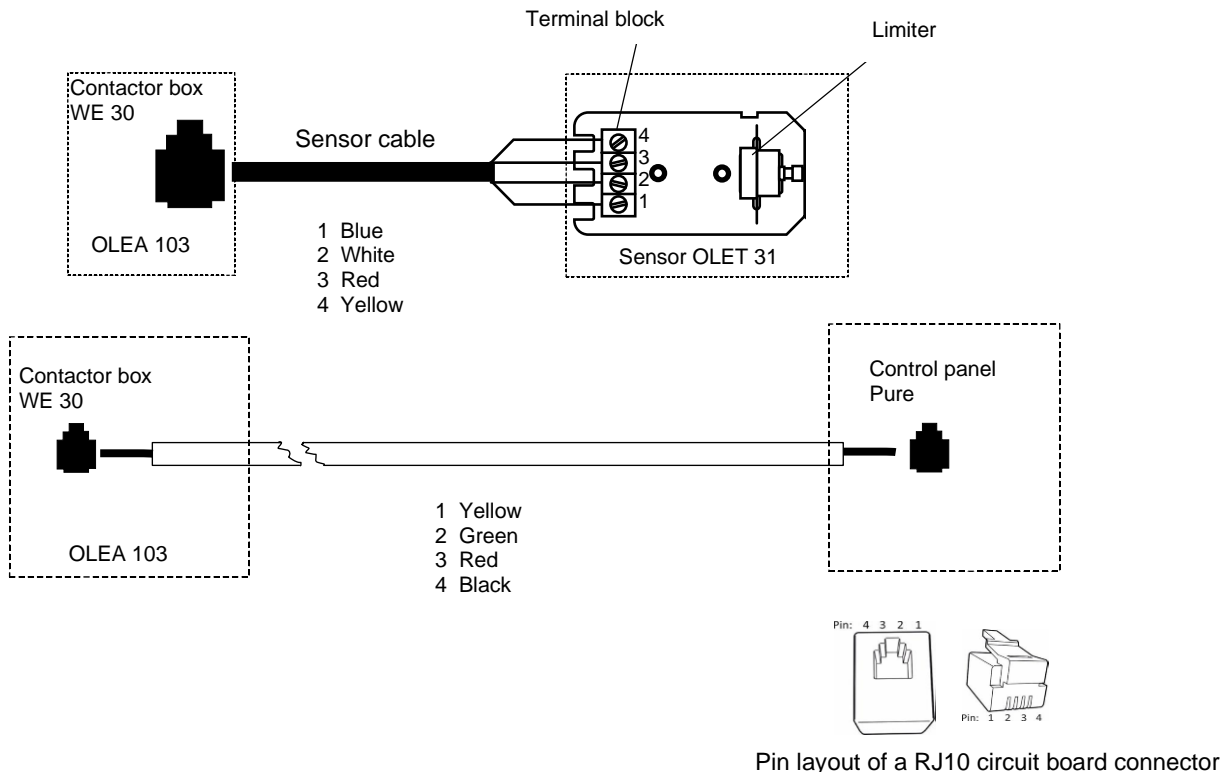 Terminal block
Limiter
Contactor box
WE 30
Sensor cable
4
3
2
1
OLEA 103
1 Blue
2 White
3 Red
4 Yellow
Sensor OLET 31
Contactor box
WE 30
Control panel
Pure
OLEA 103
1 Yellow
2 Green
3 Red
4 Black
Pin: 4 3 2 1
Pin: 1 2 3 4
Pin layout of a RJ10 circuit board connector